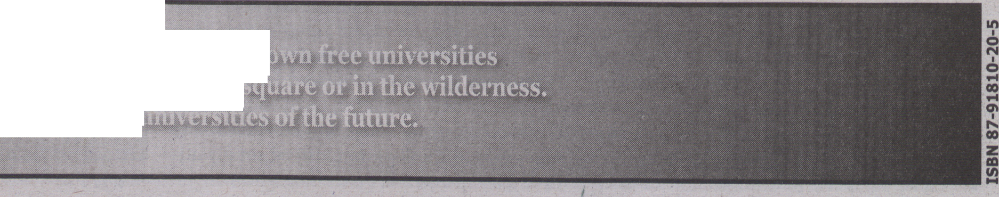 own free universities
square or in the wilderness.
universities of the future.
ISBN 87-91810-20-5